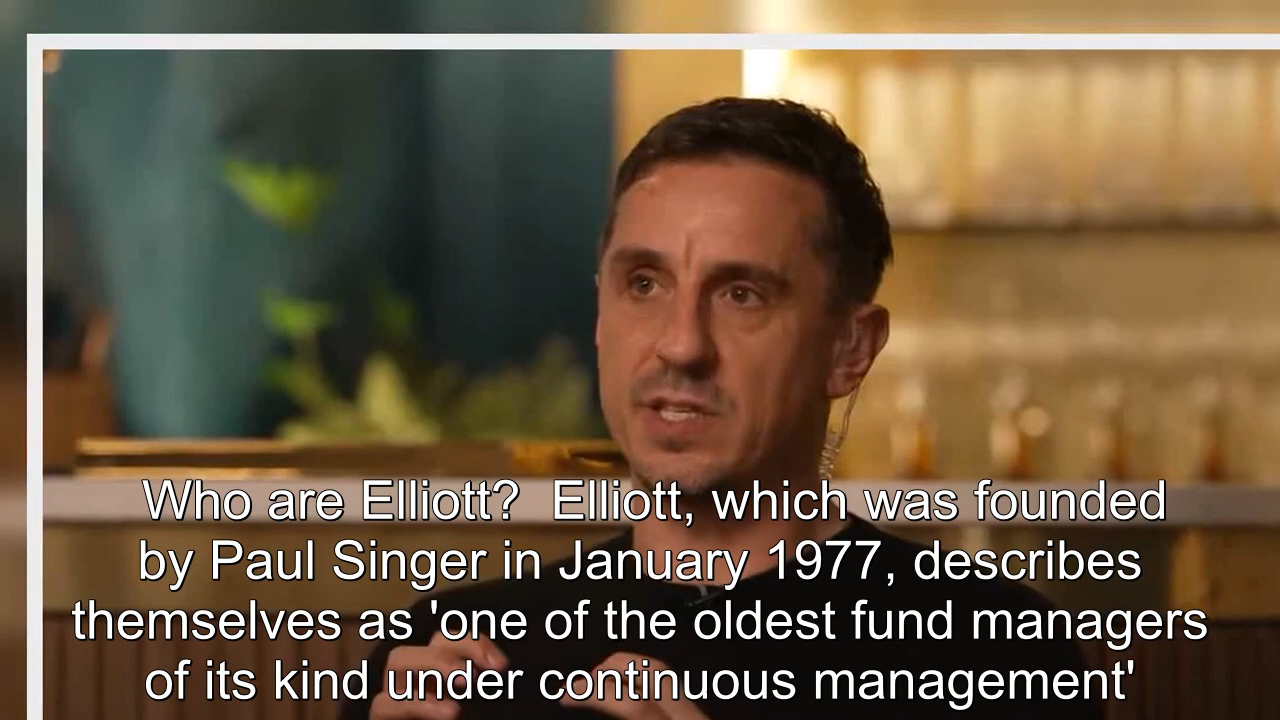 Who are Elliott?  Elliott, which was founded
by Paul Singer in January 1977, describes
themselves as 'one of the oldest fund managers
of its kind under continuous management'